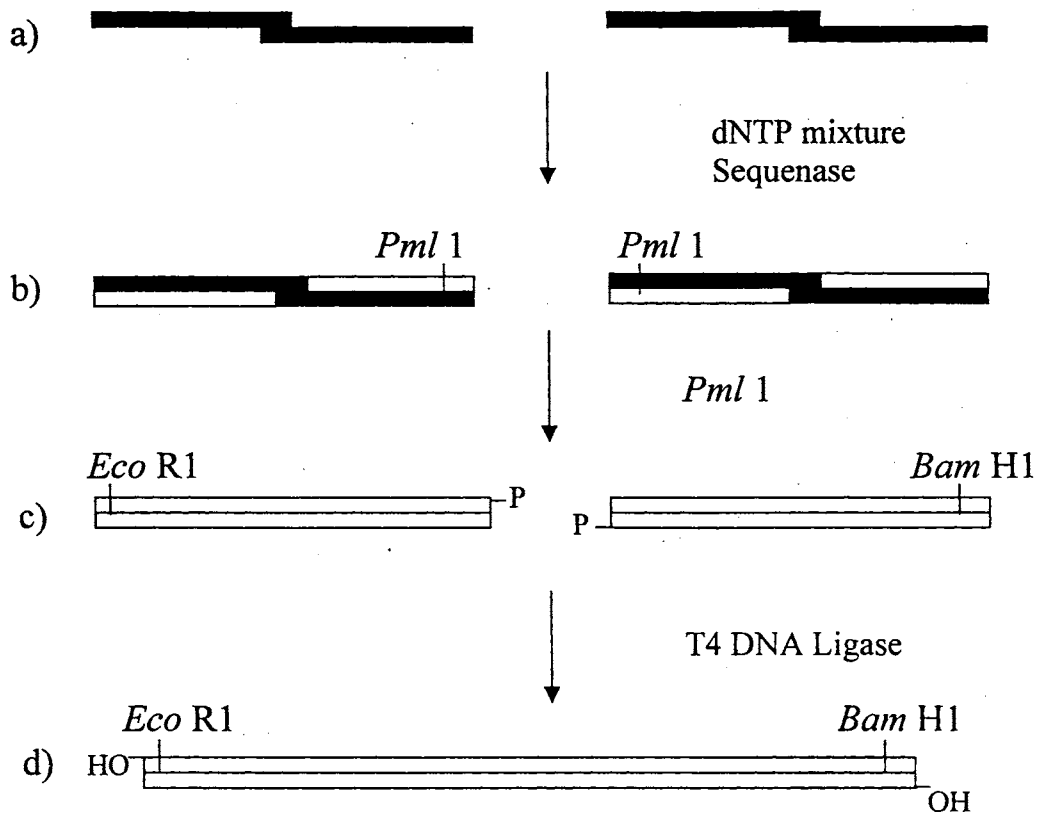 a)
dNTP mixture
Sequenase
Pml 1
Pml 1
b)
Pml 1
Eco R1
Bam H1
c)
P
P
T4 DNA Ligase
Eco R1
Bam H1
d)
HO
OH